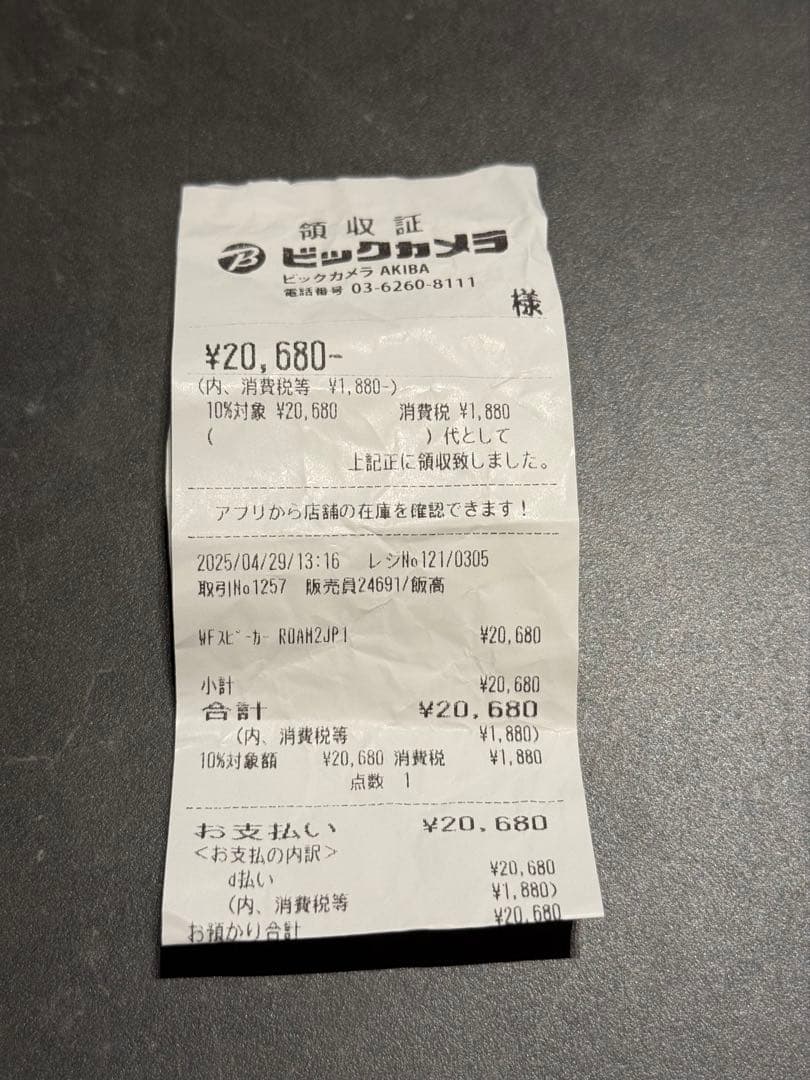 領収証
B ビックカメラ
ビックカメラ AKIBA
電話番号 03-6260-8111
様
¥20,680-
(内、消費税等 ¥1,880-)
10%対象 ¥20,680 消費税 ¥1,880
( )代として
上記正に領収致しました。
アプリから店舗の在庫を確認できます!
2025/04/29/13:16 レジNo121/0305
取引No1257 販売員24691/飯高
WFスピーカー ROAM2JP1 ¥20,680
小計 ¥20,680
合計 ¥20,680
(内、消費税等 ¥1,880)
10%対象額 ¥20,680 消費税 ¥1,880
点数 1
お支払い ¥20,680
<お支払の内訳>
d払い ¥20,680
(内、消費税等 ¥1,880)
お預かり合計 ¥20,680